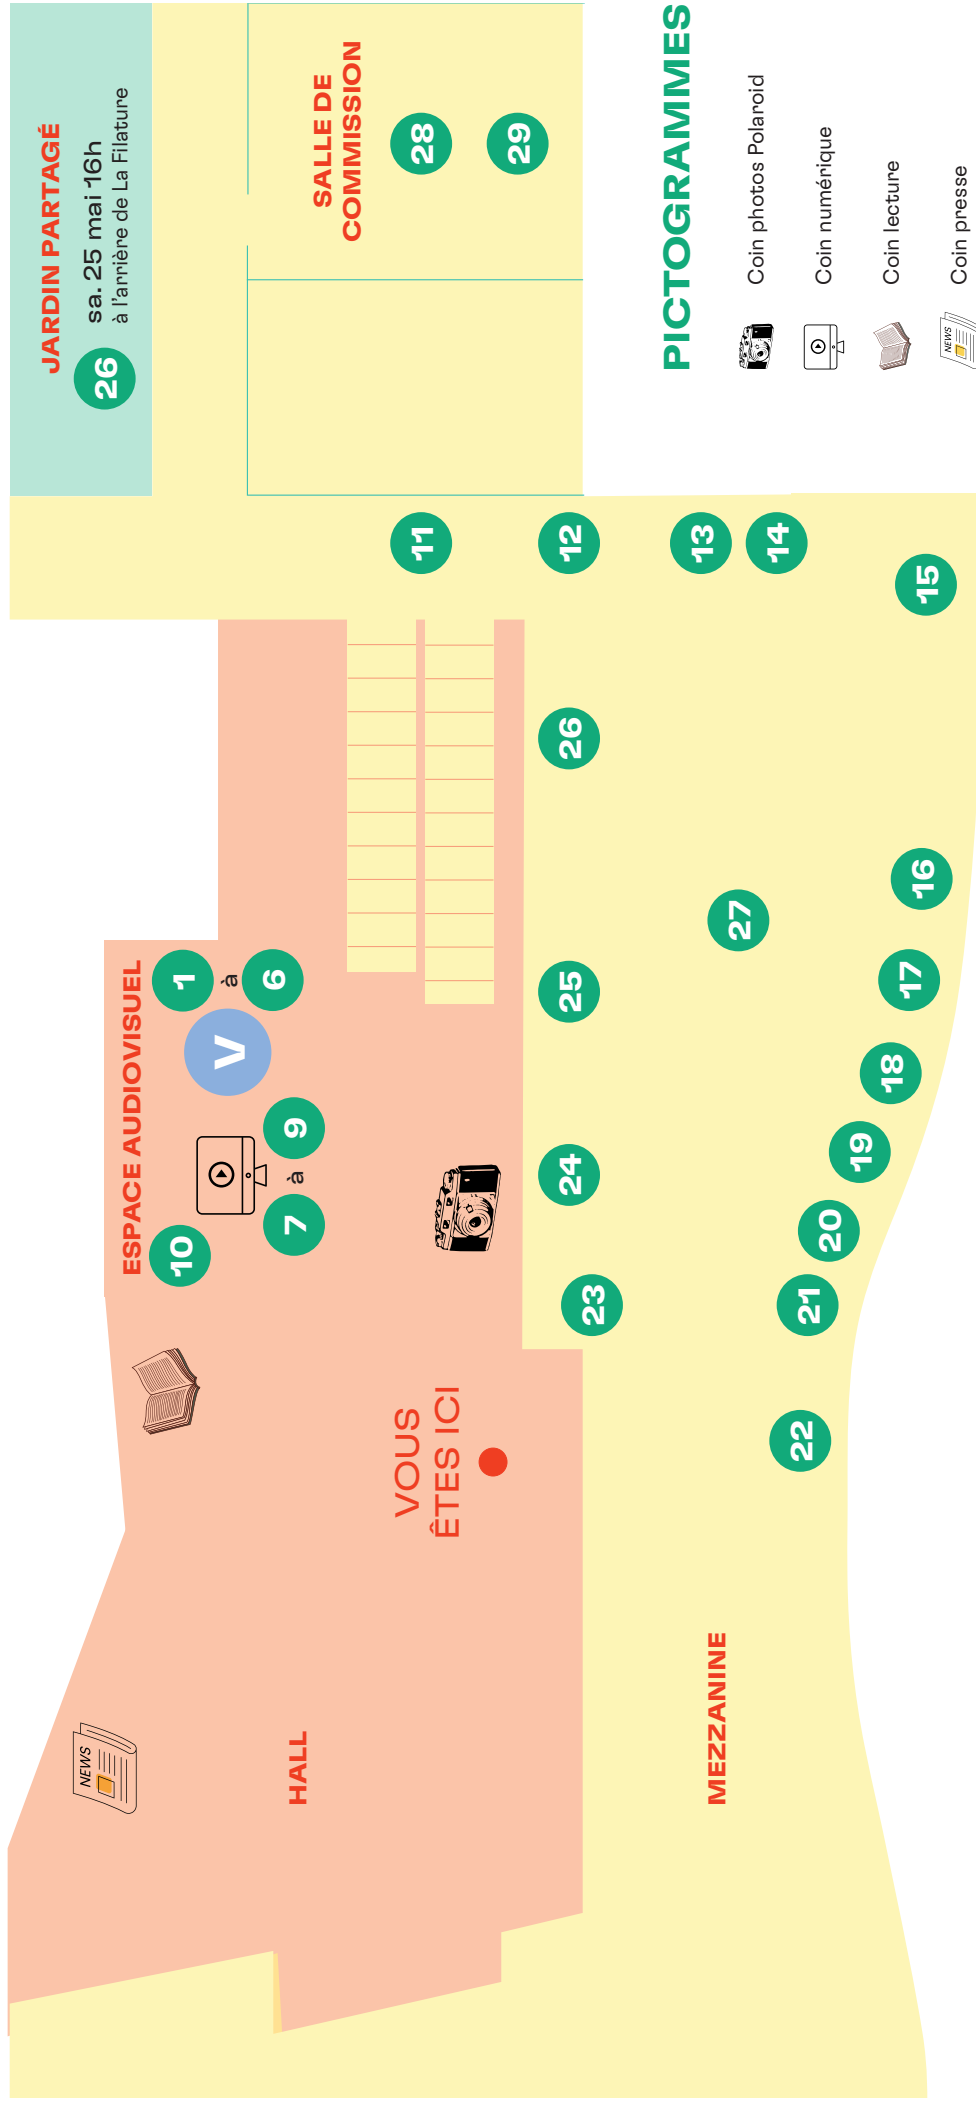 JARDIN PARTAGÉ
26
sa. 25 mai 16h
à l'arrière de La Filature
SALLE DE
COMMISSION
28
29
PICTOGRAMMES
Coin photos Polaroid
Coin numérique
Coin lecture
NEWS
Coin presse
11
12
13
14
15
26
16
27
17
25
18
19
24
20
21
23
22
ESPACE AUDIOVISUEL
1
à
6
V
7
à
9
10
VOUS
ÊTES ICI
NEWS
HALL
MEZZANINE